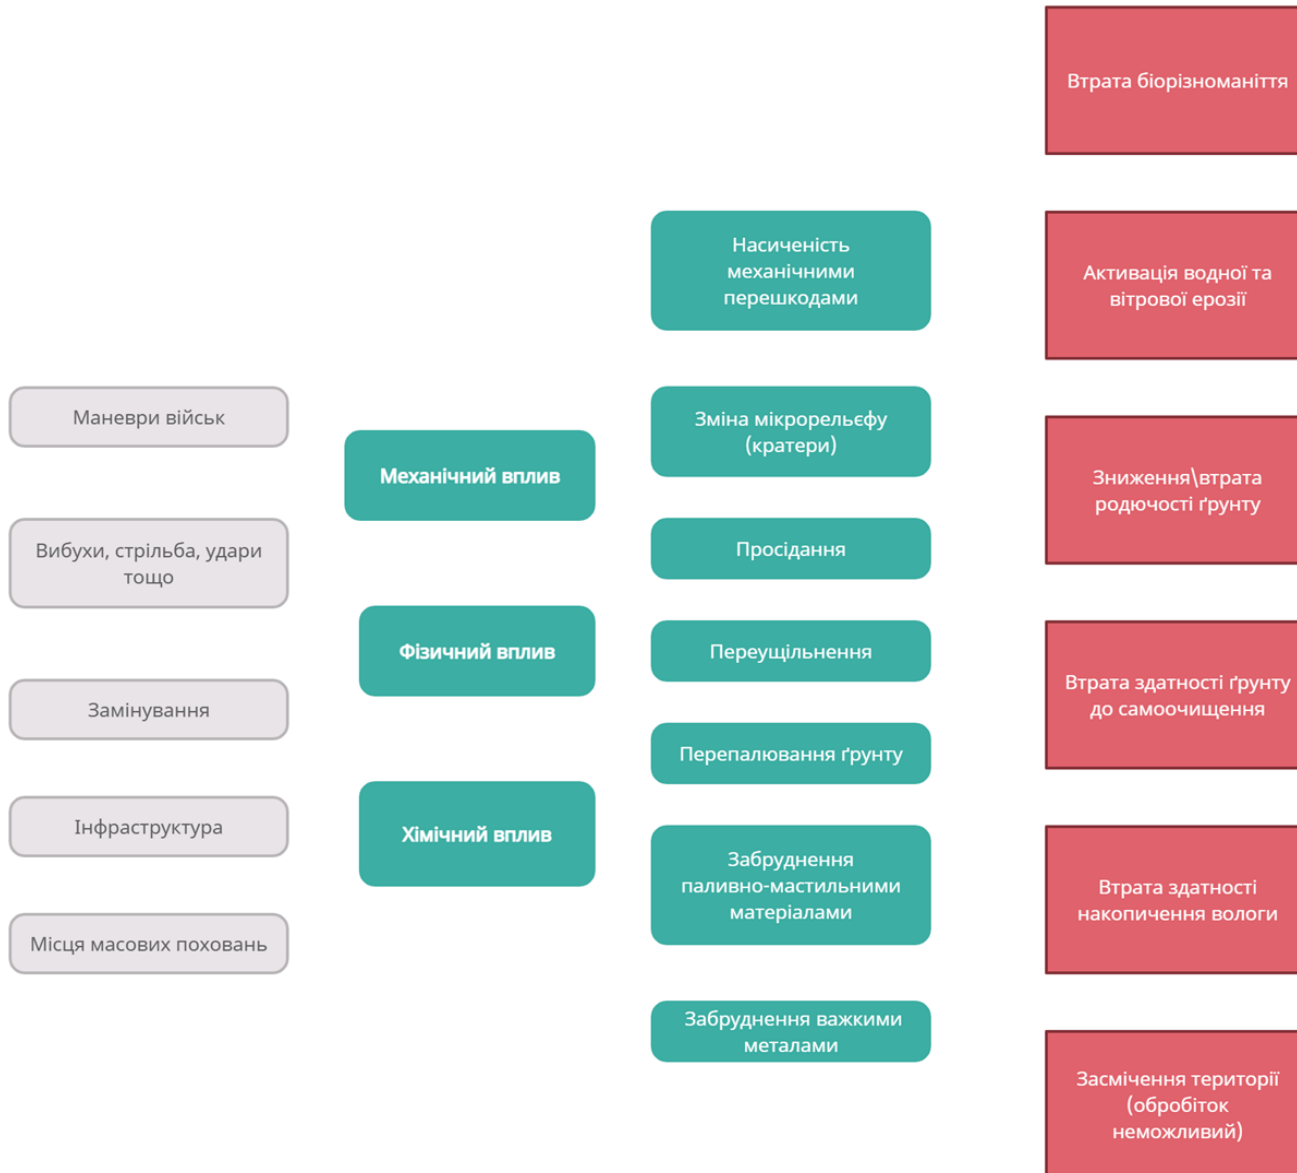 Маневри військ
Вибухи, стрільба, удари
тощо
Замінування
Інфраструктура
Місця масових поховань
Механічний вплив
Фізичний вплив
Хімічний вплив
Насиченість
механічними
перешкодами
Зміна мікрорельєфу
(кратери)
Просідання
Переущільнення
Перепалювання ґрунту
Забруднення
паливно-мастильними
матеріалами
Забруднення важкими
металами
Втрата біорізноманіття
Активація водної та
вітрової ерозії
Зниження\втрата
родючості ґрунту
Втрата здатності ґрунту
до самоочищення
Втрата здатності
накопичення вологи
Засмічення території
(обробіток
неможливий)